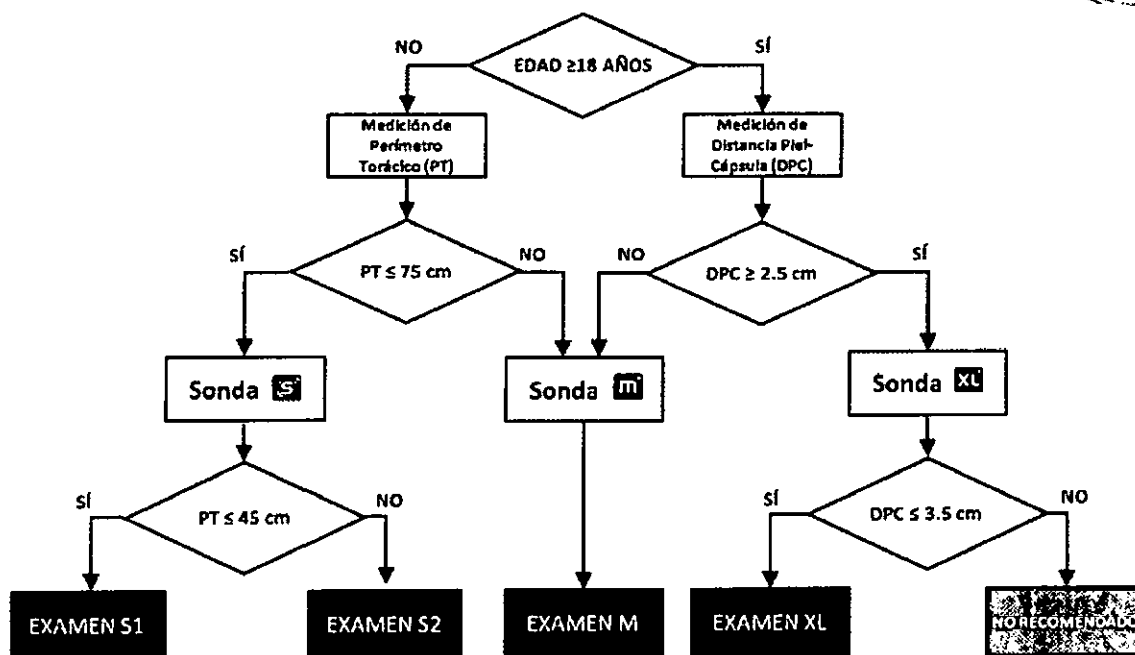 EDAD ≥18 AÑOS
NO
SÍ
Medición de
Perímetro
Torácico (PT)
Medición de
Distancia Piel-
Cápsula (DPC)
PT ≤ 75 cm
SÍ
NO
DPC ≥ 2.5 cm
NO
SÍ
Sonda S
Sonda m
Sonda XL
PT ≤ 45 cm
SÍ
NO
DPC ≤ 3.5 cm
SÍ
NO
EXAMEN S1
EXAMEN S2
EXAMEN M
EXAMEN XL
NO RECOMENDADO